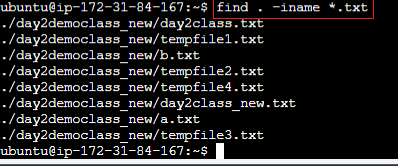 ubuntu@ip-172-31-84-167:~$ find . -iname *.txt
./day2democlass_new/day2class.txt
./day2democlass_new/tempfile1.txt
./day2democlass_new/b.txt
./day2democlass_new/tempfile2.txt
./day2democlass_new/tempfile4.txt
./day2democlass_new/day2class_new.txt
./day2democlass_new/a.txt
./day2democlass_new/tempfile3.txt
ubuntu@ip-172-31-84-167:~$